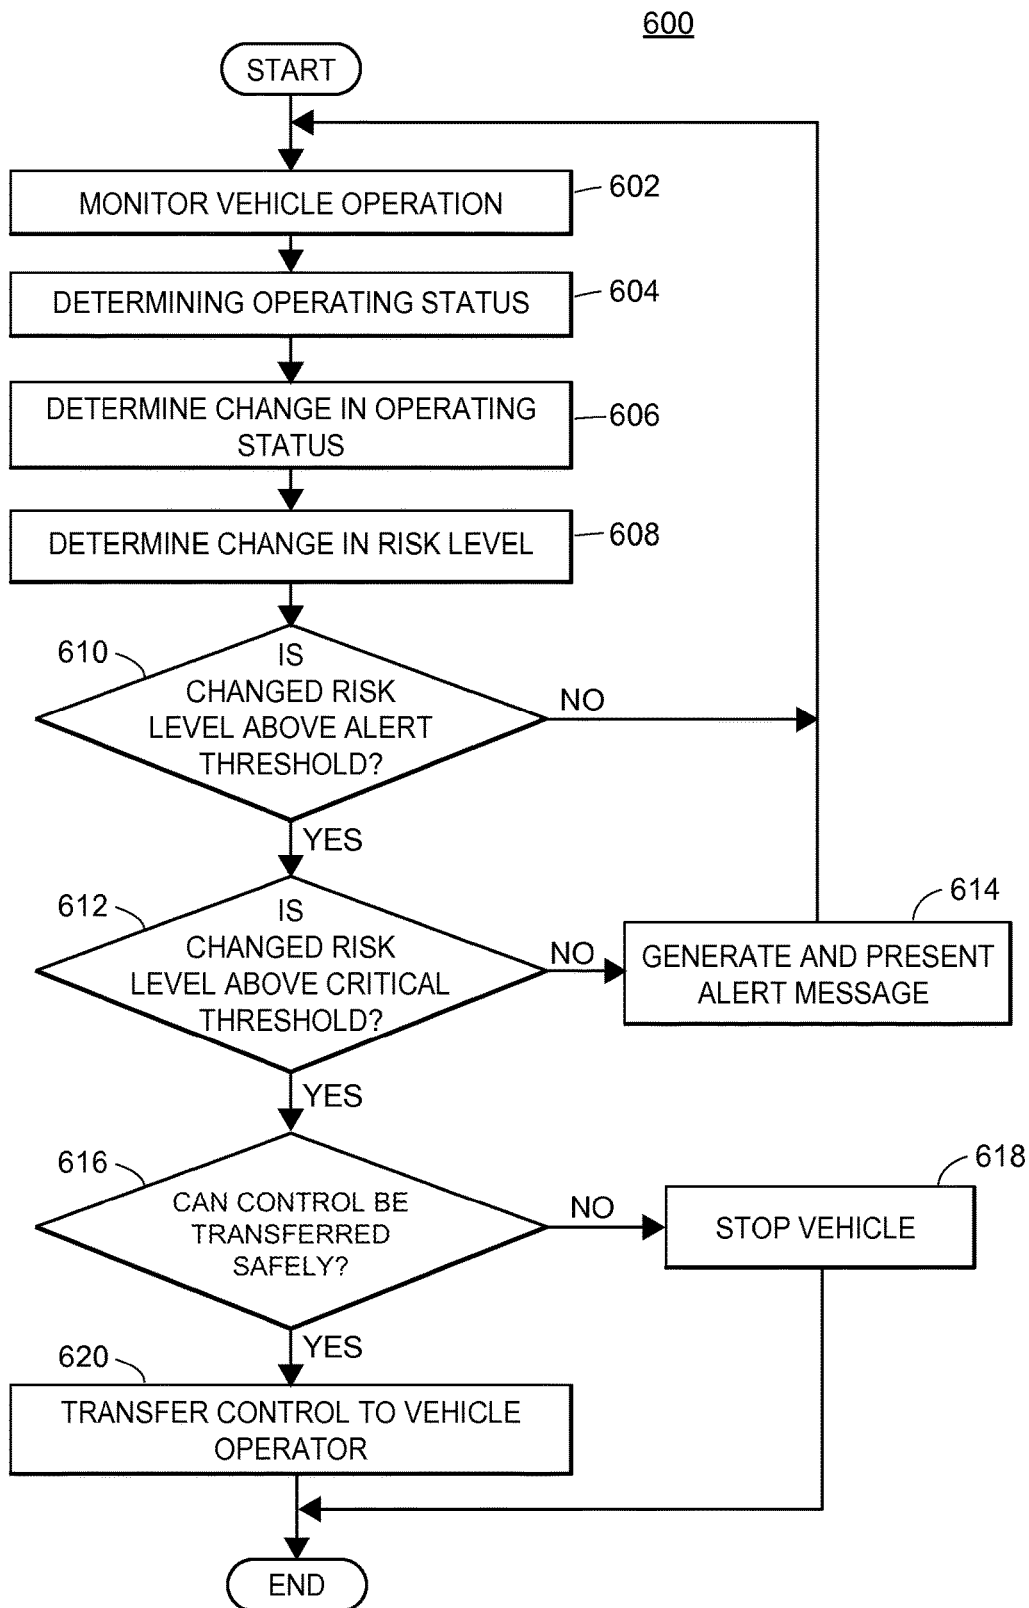 600
START
MONITOR VEHICLE OPERATION
602
DETERMINING OPERATING STATUS
604
DETERMINE CHANGE IN OPERATING
STATUS
606
DETERMINE CHANGE IN RISK LEVEL
608
610
IS
CHANGED RISK
LEVEL ABOVE ALERT
THRESHOLD?
NO
YES
612
IS
CHANGED RISK
LEVEL ABOVE CRITICAL
THRESHOLD?
NO
614
GENERATE AND PRESENT
ALERT MESSAGE
YES
616
CAN CONTROL BE
TRANSFERRED
SAFELY?
NO
618
STOP VEHICLE
YES
620
TRANSFER CONTROL TO VEHICLE
OPERATOR
END